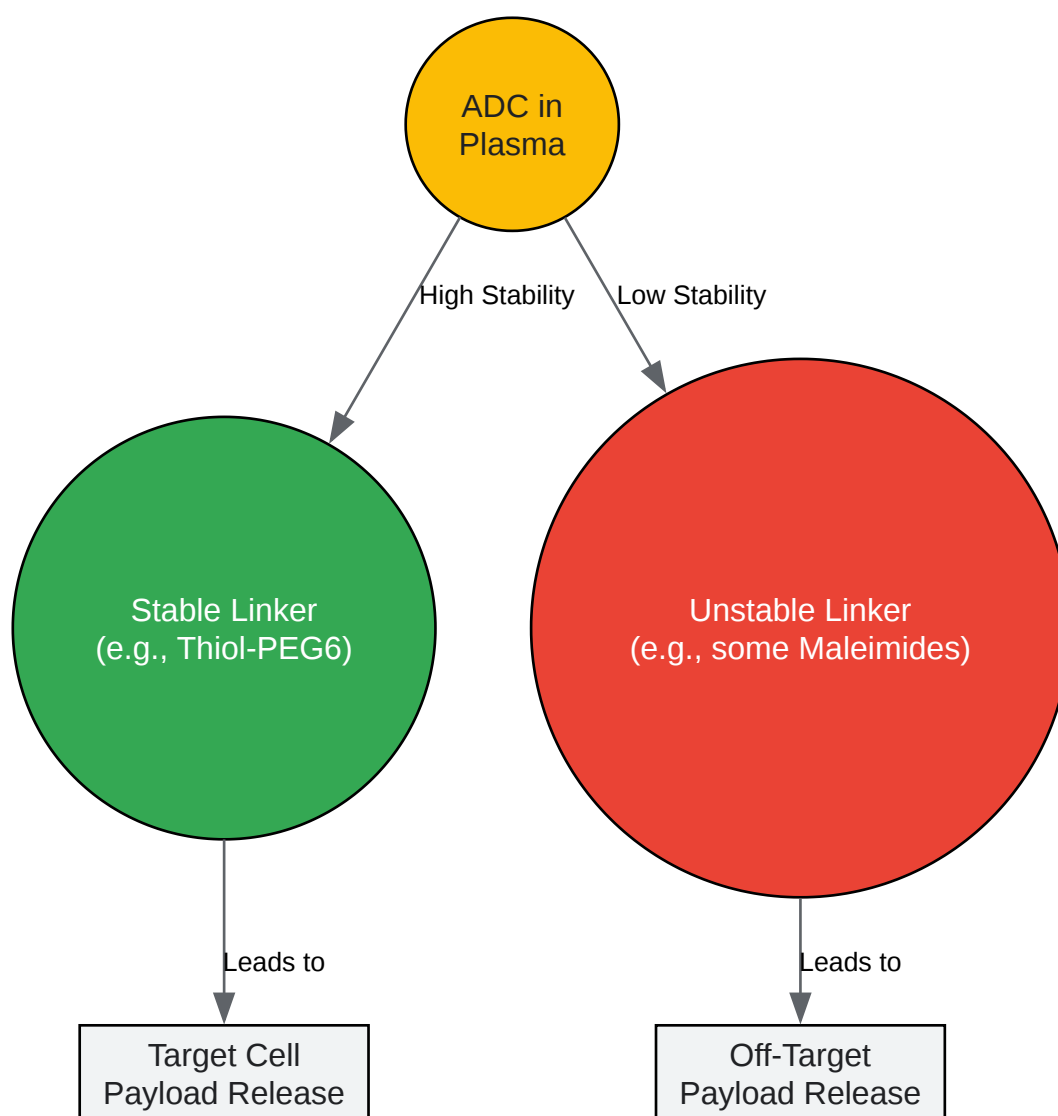 ADC in
Plasma
High Stability
Low Stability
Stable Linker
(e.g., Thiol-PEG6)
Unstable Linker
(e.g., some Maleimides)
Leads to
Leads to
Target Cell
Payload Release
Off-Target
Payload Release